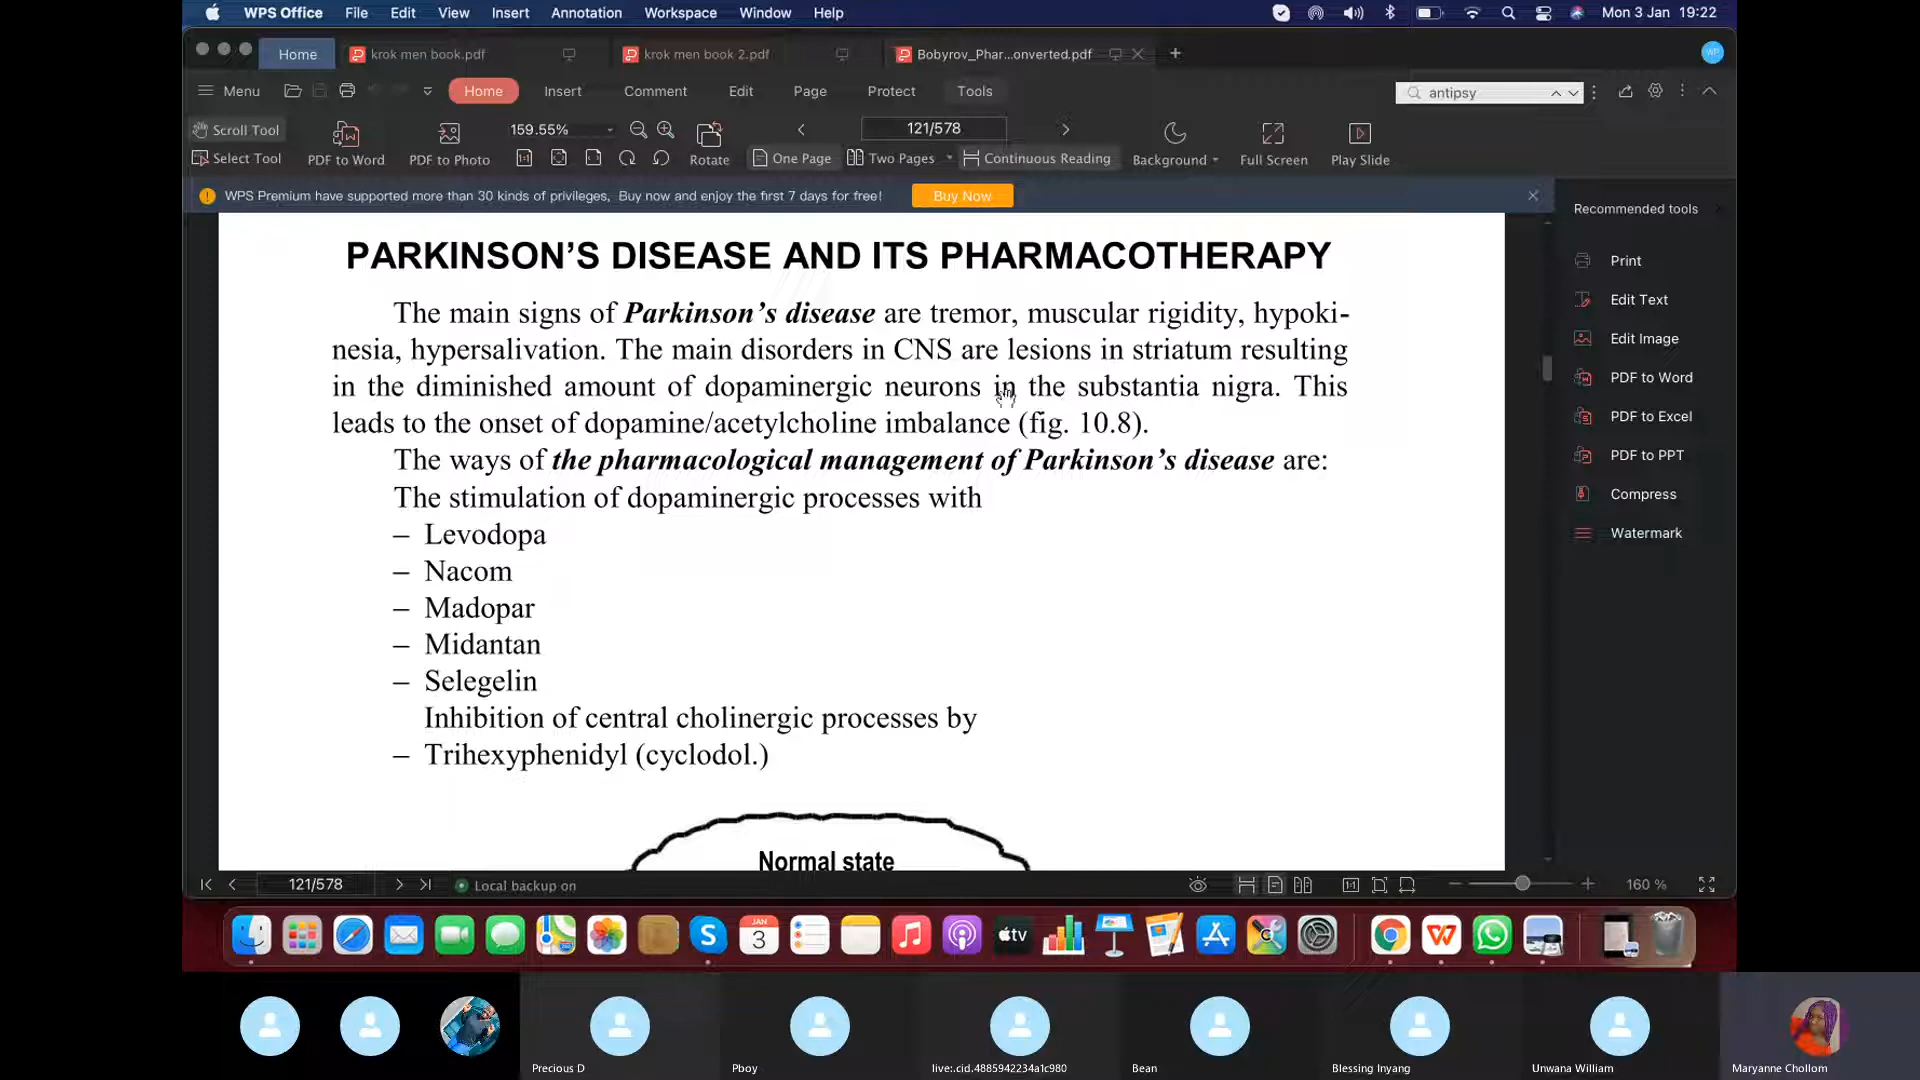 WPS Office File Edit View Insert Annotation Workspace Window Help Mon 3 Jan 19:22
Home krok men book.pdf krok men book 2.pdf Bobyrov_Phar...onverted.pdf WP
Menu Home Insert Comment Edit Page Protect Tools antipsy
Scroll Tool 159.55% 121/578
Select Tool PDF to Word PDF to Photo Rotate One Page Two Pages Continuous Reading Background Full Screen Play Slide
WPS Premium have supported more than 30 kinds of privileges, Buy now and enjoy the first 7 days for free! Buy Now
PARKINSON'S DISEASE AND ITS PHARMACOTHERAPY
The main signs of Parkinson's disease are tremor, muscular rigidity, hypoki-
nesia, hypersalivation. The main disorders in CNS are lesions in striatum resulting
in the diminished amount of dopaminergic neurons in the substantia nigra. This
leads to the onset of dopamine/acetylcholine imbalance (fig. 10.8).
The ways of the pharmacological management of Parkinson's disease are:
The stimulation of dopaminergic processes with
– Levodopa
– Nacom
– Madopar
– Midantan
– Selegelin
Inhibition of central cholinergic processes by
– Trihexyphenidyl (cyclodol.)
Normal state
Recommended tools
Print
Edit Text
Edit Image
PDF to Word
PDF to Excel
PDF to PPT
Compress
Watermark
121/578 Local backup on 160 %
JAN
3
tv
Precious D Pboy live:.cid.4885942234a1c980 Bean Blessing Inyang Unwana William Maryanne Chollom